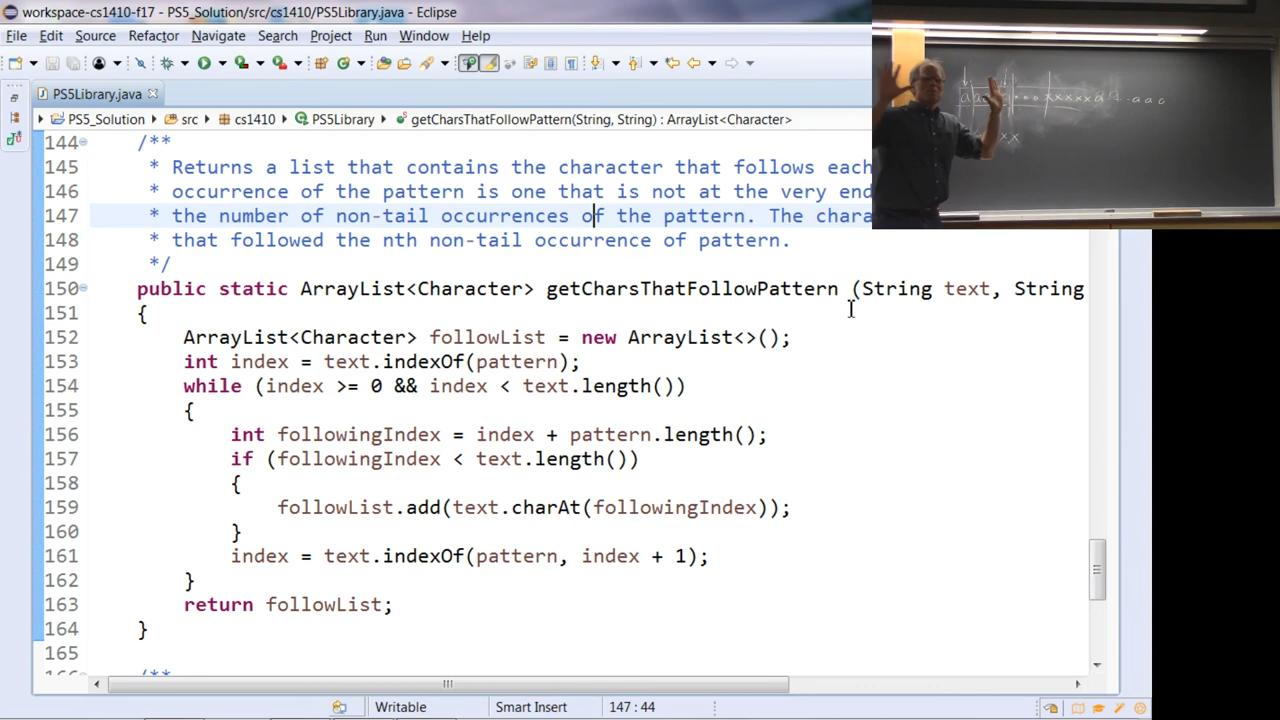 workspace-cs1410-f17 - PS5_Solution/src/cs1410/PS5Library.java - Eclipse
File Edit Source Refactor Navigate Search Project Run Window Help
PS5Library.java
PS5_Solution src cs1410 PS5Library getCharsThatFollowPattern(String, String) : ArrayList<Character>
144 /**
145 * Returns a list that contains the character that follows each
146 * occurrence of the pattern is one that is not at the very end
147 * the number of non-tail occurrences of the pattern. The chara
148 * that followed the nth non-tail occurrence of pattern.
149 */
150 public static ArrayList<Character> getCharsThatFollowPattern (String text, String
151 {
152 ArrayList<Character> followList = new ArrayList<>();
153 int index = text.indexOf(pattern);
154 while (index >= 0 && index < text.length())
155 {
156 int followingIndex = index + pattern.length();
157 if (followingIndex < text.length())
158 {
159 followList.add(text.charAt(followingIndex));
160 }
161 index = text.indexOf(pattern, index + 1);
162 }
163 return followList;
164 }
165
Writable Smart Insert 147 : 44